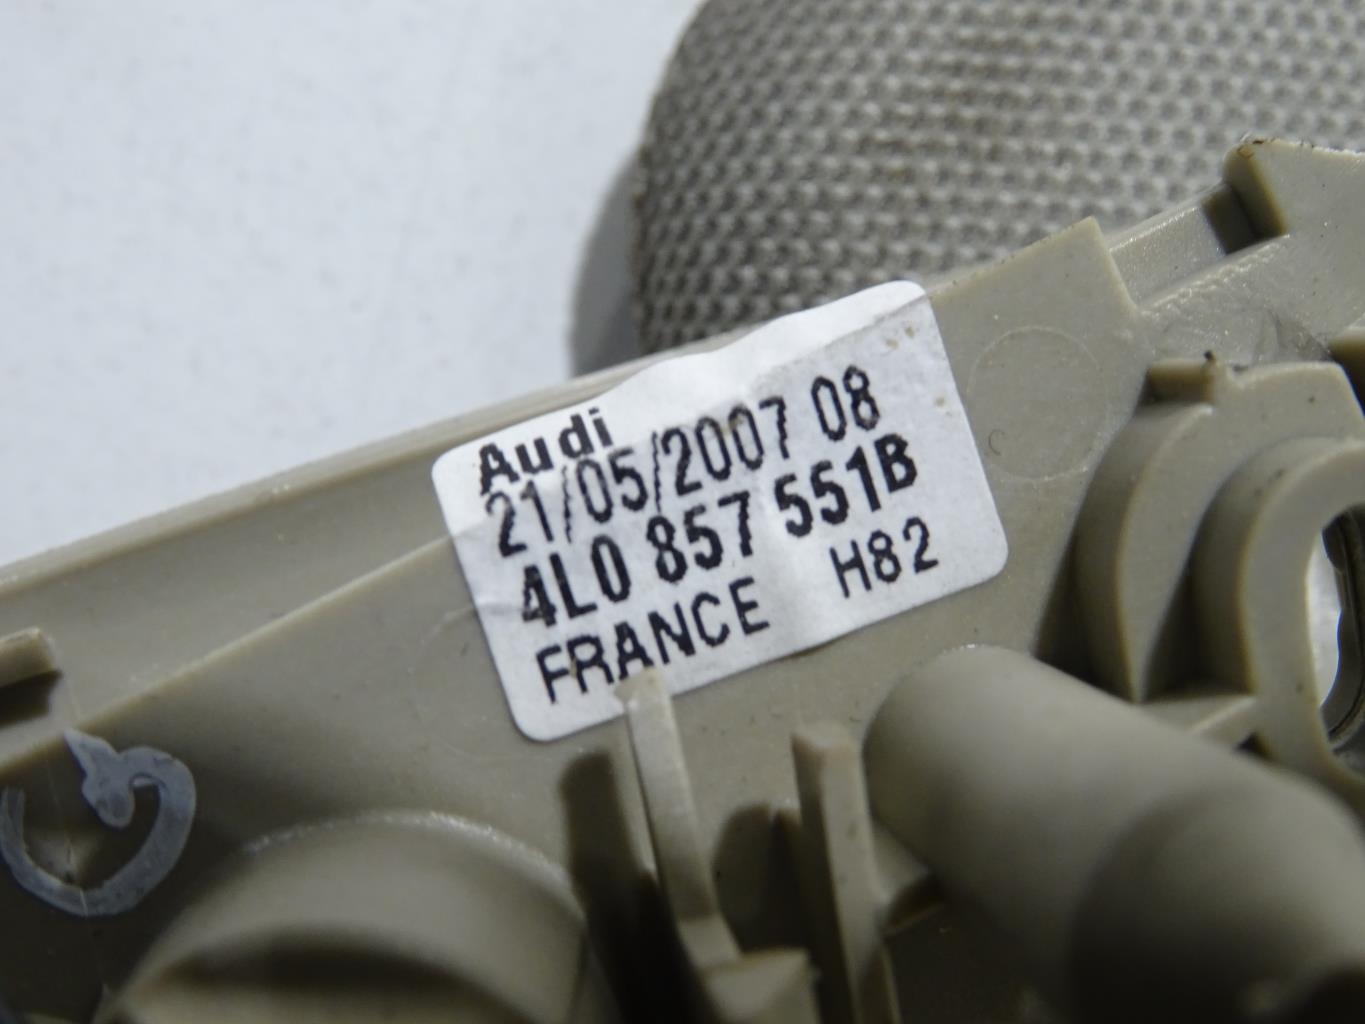 Audi
21/05/2007 08
4L0 857 551B
FRANCE H82